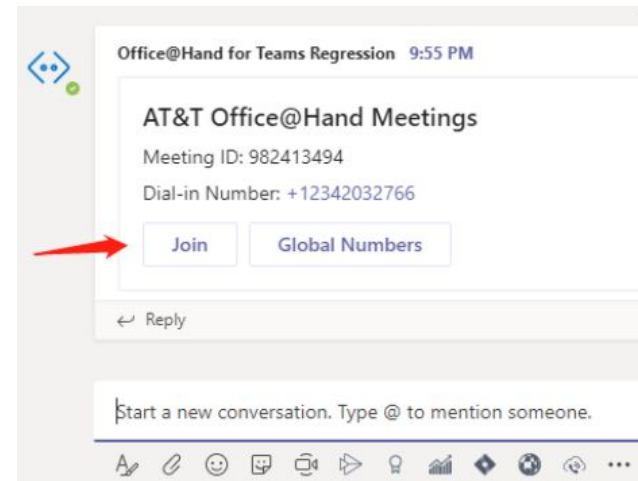 Office@Hand for Teams Regression 9:55 PM
AT&T Office@Hand Meetings
Meeting ID: 982413494
Dial-in Number: +12342032766
Join Global Numbers
Reply
Start a new conversation. Type @ to mention someone.